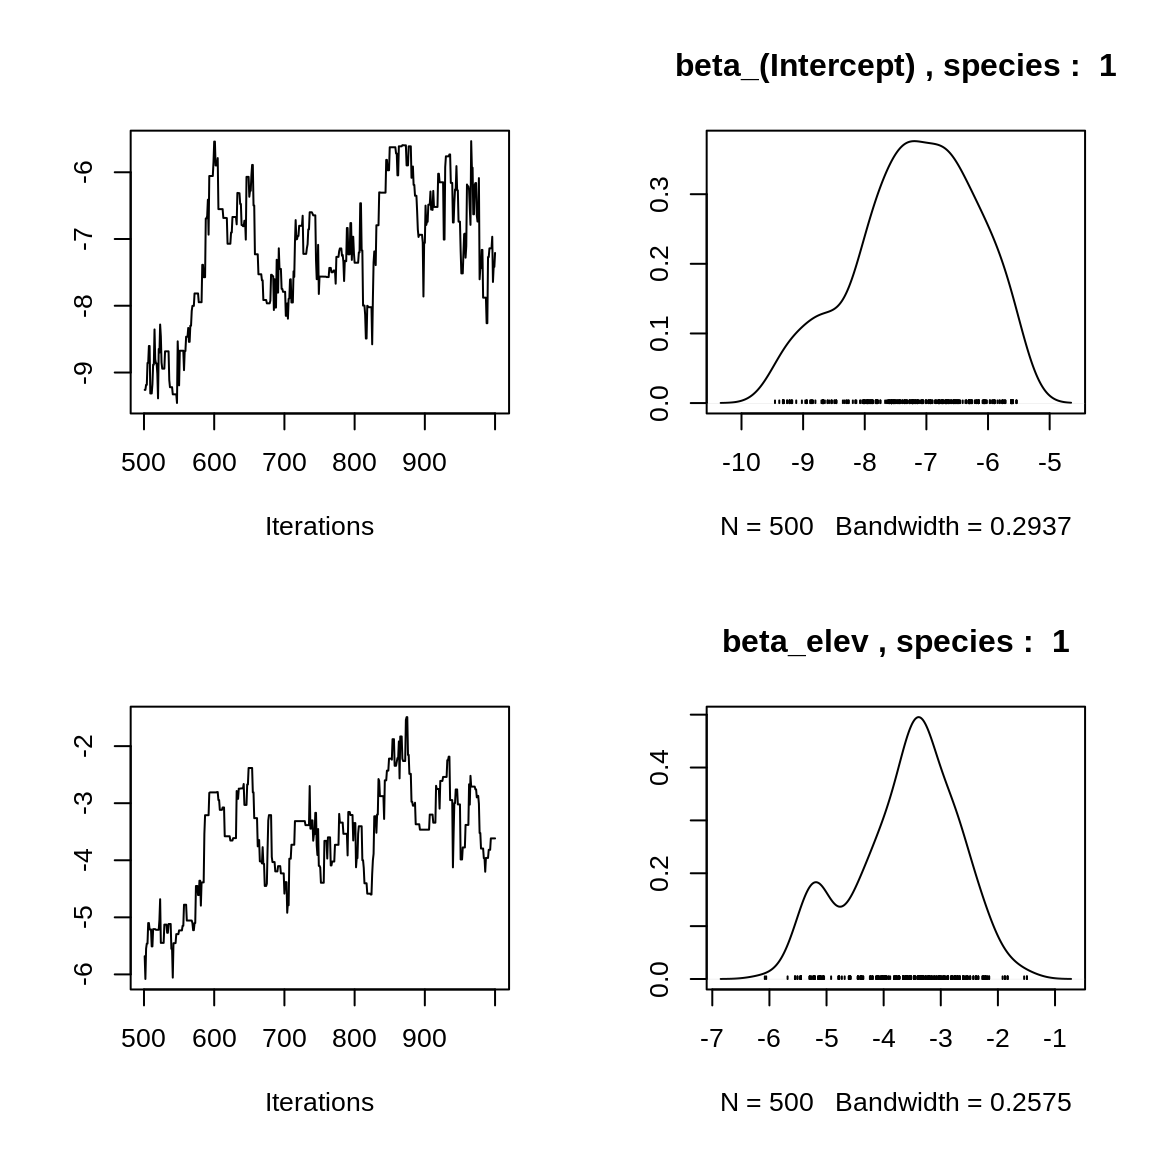 beta_(Intercept) , species :  1
-6
-7
-8
-9
500 600 700 800 900
Iterations
0.3
0.2
0.1
0.0
-10 -9 -8 -7 -6 -5
N = 500   Bandwidth = 0.2937
beta_elev , species :  1
-2
-3
-4
-5
-6
500 600 700 800 900
Iterations
0.4
0.2
0.0
-7 -6 -5 -4 -3 -2 -1
N = 500   Bandwidth = 0.2575